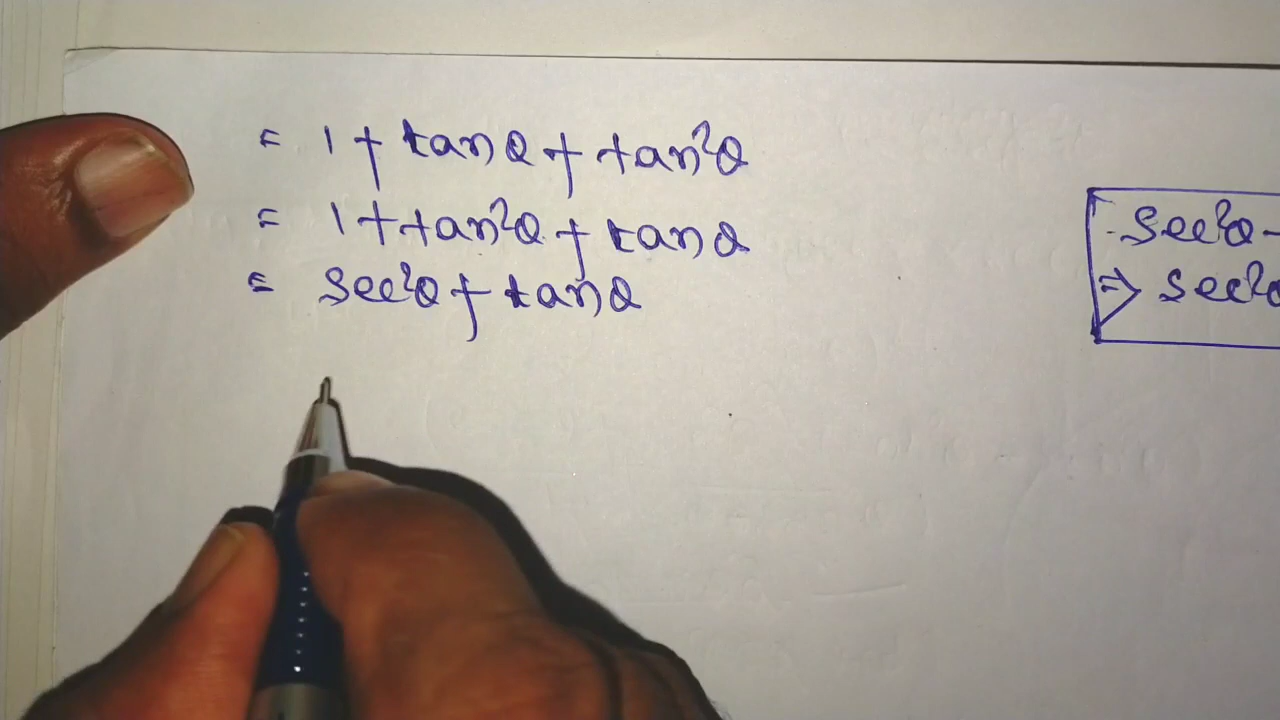 = 1 + tanθ + tan²θ
= 1 + tan²θ + tanθ
= sec²θ + tanθ
sec²θ -
⇒ sec²θ